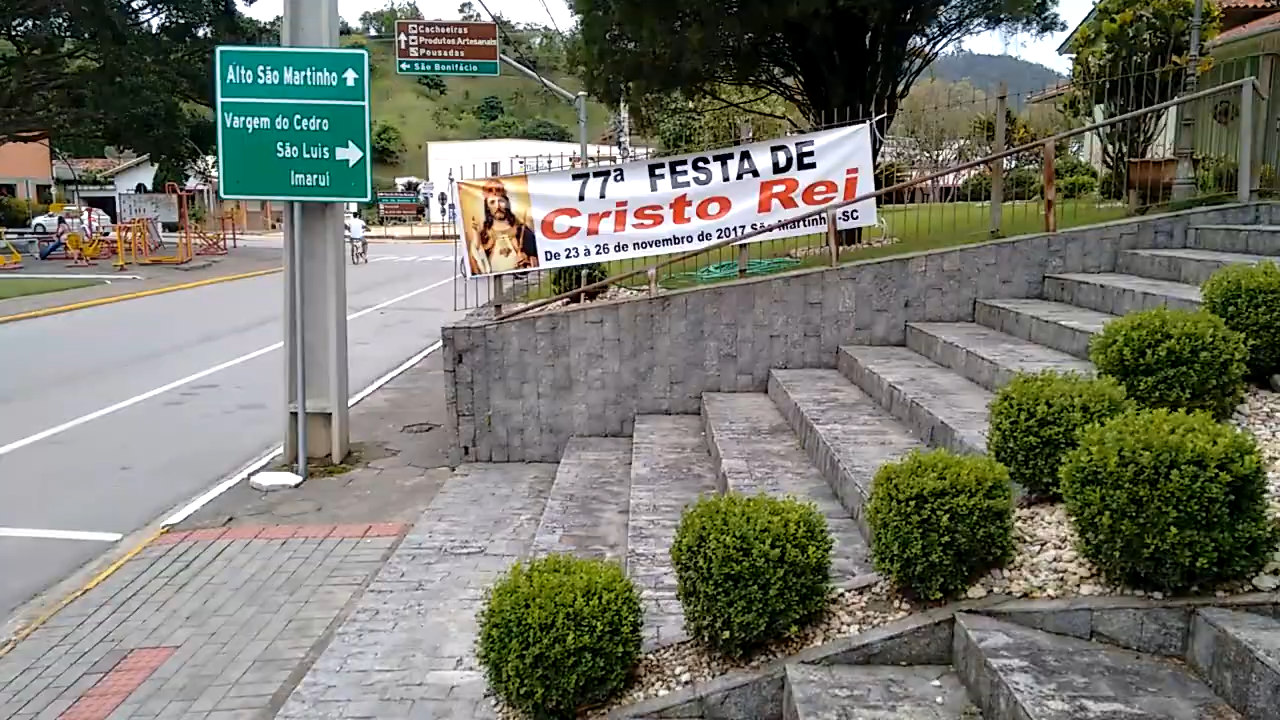 Alto São Martinho
Vargem do Cedro
São Luis
Imaruí
Cachoeiras
Produtos Artesanais
Pousadas
São Bonifácio
77ª FESTA DE
Cristo Rei
De 23 à 26 de novembro de 2017 São Martinho -SC